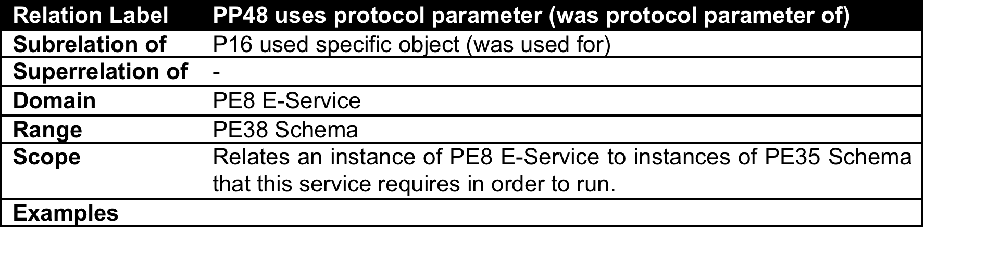 Relation Label PP48 uses protocol parameter (was protocol parameter of)
Subrelation of P16 used specific object (was used for)
Superrelation of -
Domain PE8 E-Service
Range PE38 Schema
Scope Relates an instance of PE8 E-Service to instances of PE35 Schema
that this service requires in order to run.
Examples